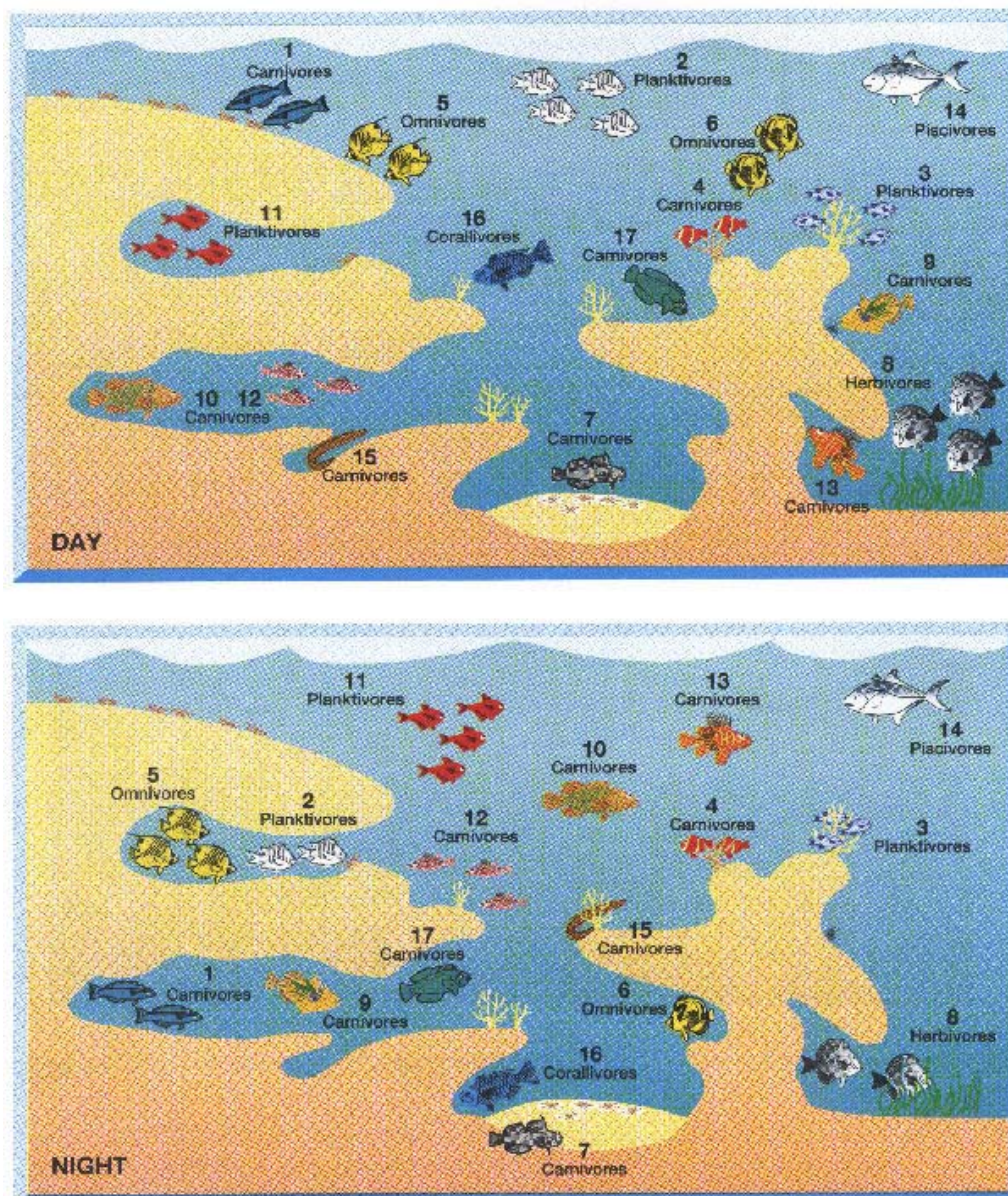 1
Carnivores
2
Planktivores
5
Omnivores
14
Piscivores
6
Omnivores
3
Planktivores
4
Carnivores
11
Planktivores
16
Corallivores
17
Carnivores
9
Carnivores
8
Herbivores
10 12
Carnivores
7
Carnivores
15
Carnivores
13
Carnivores
DAY
11
Planktivores
13
Carnivores
14
Piscivores
10
Carnivores
5
Omnivores
2
Planktivores
12
Carnivores
4
Carnivores
3
Planktivores
15
Carnivores
17
Carnivores
1
Carnivores
9
Carnivores
6
Omnivores
8
Herbivores
16
Corallivores
7
Carnivores
NIGHT